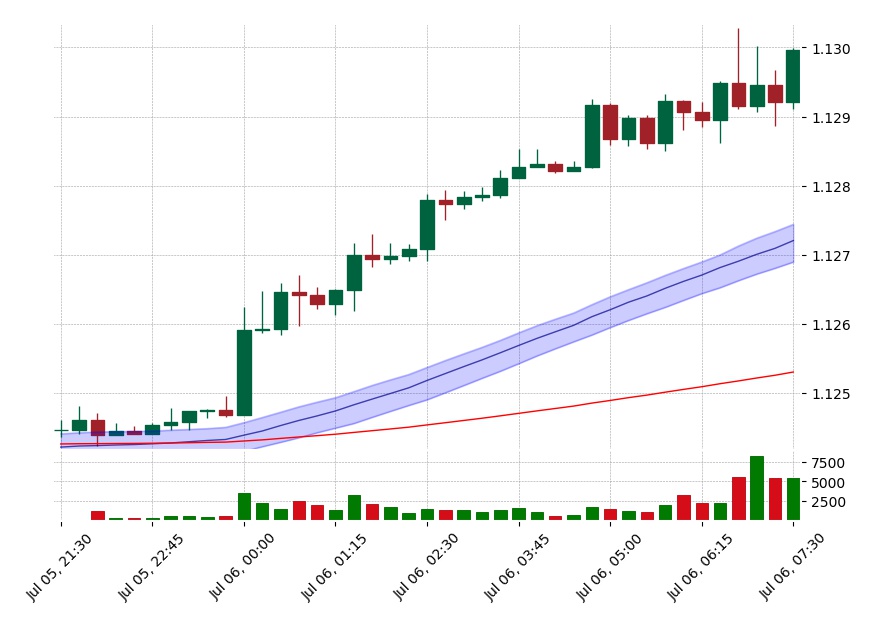 1.130
1.129
1.128
1.127
1.126
1.125
7500
5000
2500
Jul 05, 21:30
Jul 05, 22:45
Jul 06, 00:00
Jul 06, 01:15
Jul 06, 02:30
Jul 06, 03:45
Jul 06, 05:00
Jul 06, 06:15
Jul 06, 07:30